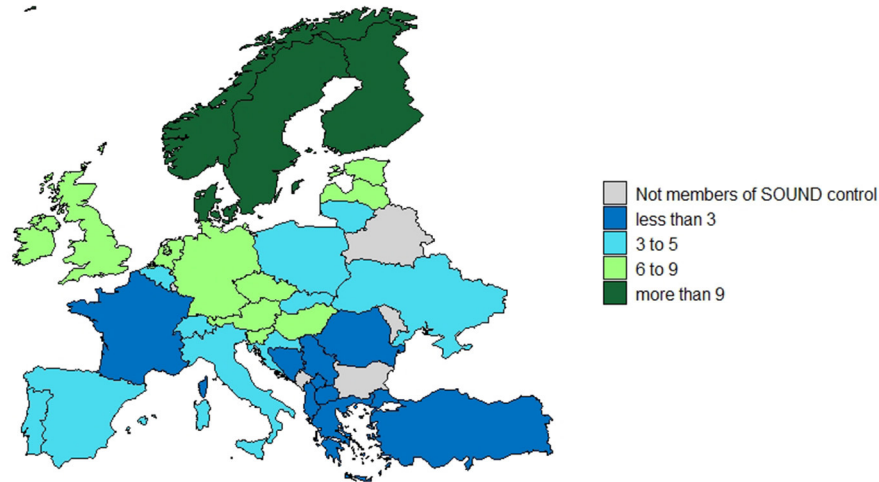 Not members of SOUND control
less than 3
3 to 5
6 to 9
more than 9